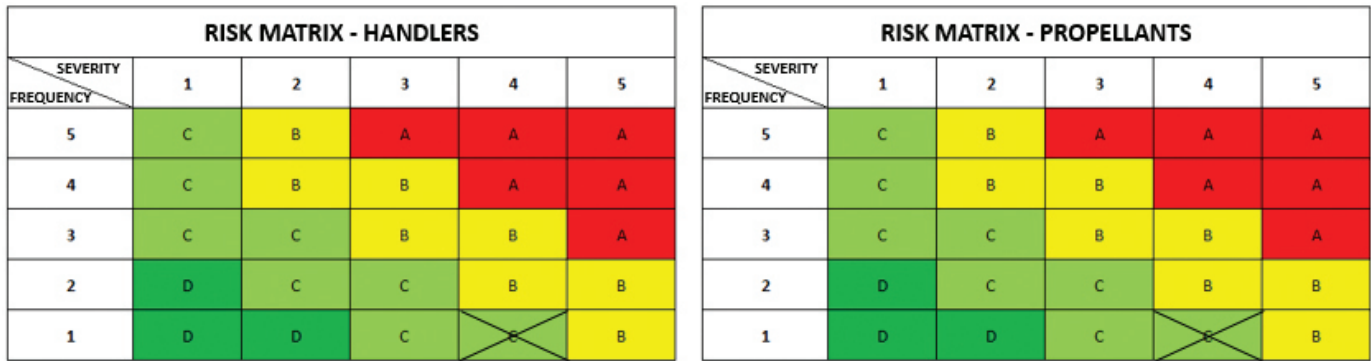 RISK MATRIX - HANDLERS
SEVERITY
FREQUENCY 1 2 3 4 5
5 C B A A A
4 C B B A A
3 C C B B A
2 D C C B B
1 D D C C B
RISK MATRIX - PROPELLANTS
SEVERITY
FREQUENCY 1 2 3 4 5
5 C B A A A
4 C B B A A
3 C C B B A
2 D C C B B
1 D D C C B